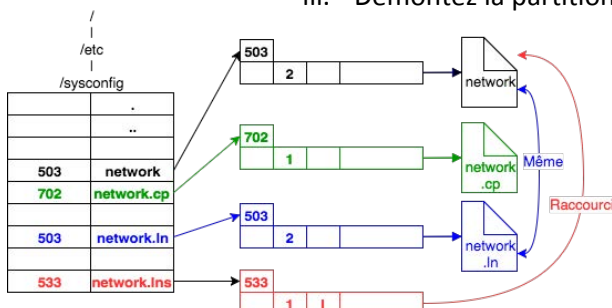 iii. Démontez la partition
/
/etc
/sysconfig
.
..
503 network
702 network.cp
503 network.ln
533 network.lns
503
2
network
702
1
network
.cp
Même
Raccourci
503
2
network
.ln
533
1 l